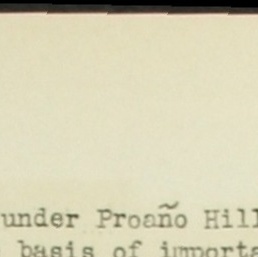 under Proaño Hill
basis of importa